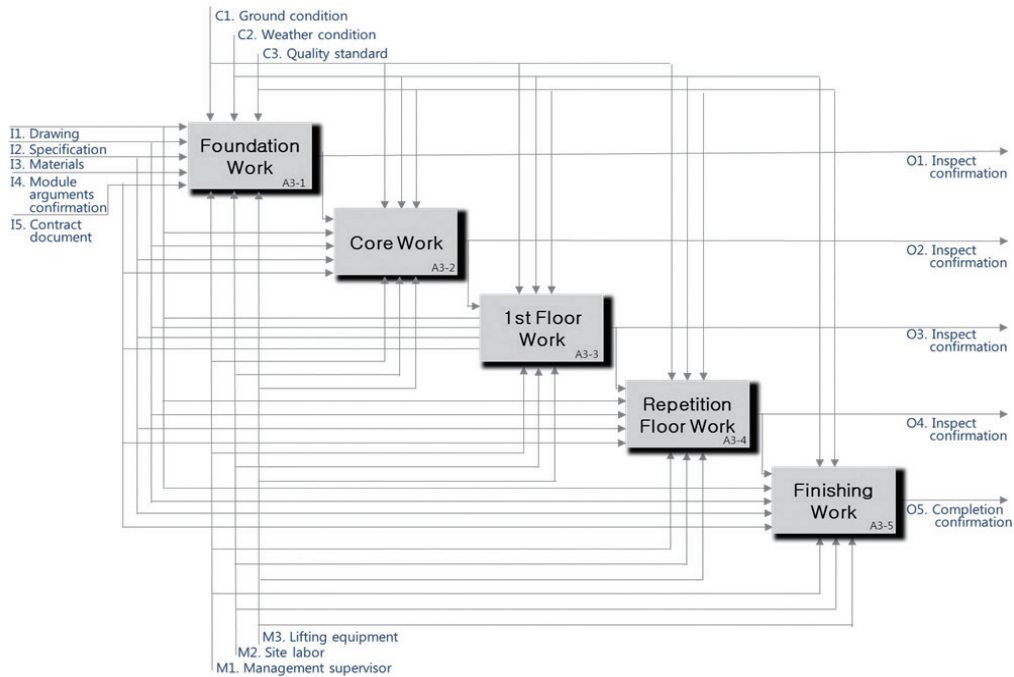 C1. Ground condition
C2. Weather condition
C3. Quality standard
I1. Drawing
I2. Specification
I3. Materials
I4. Module
arguments
confirmation
I5. Contract
document
Foundation
Work
A3-1
O1. Inspect
confirmation
Core Work
A3-2
O2. Inspect
confirmation
1st Floor
Work
A3-3
O3. Inspect
confirmation
Repetition
Floor Work
A3-4
O4. Inspect
confirmation
Finishing
Work
A3-5
O5. Completion
confirmation
M3. Lifting equipment
M2. Site labor
M1. Management supervisor